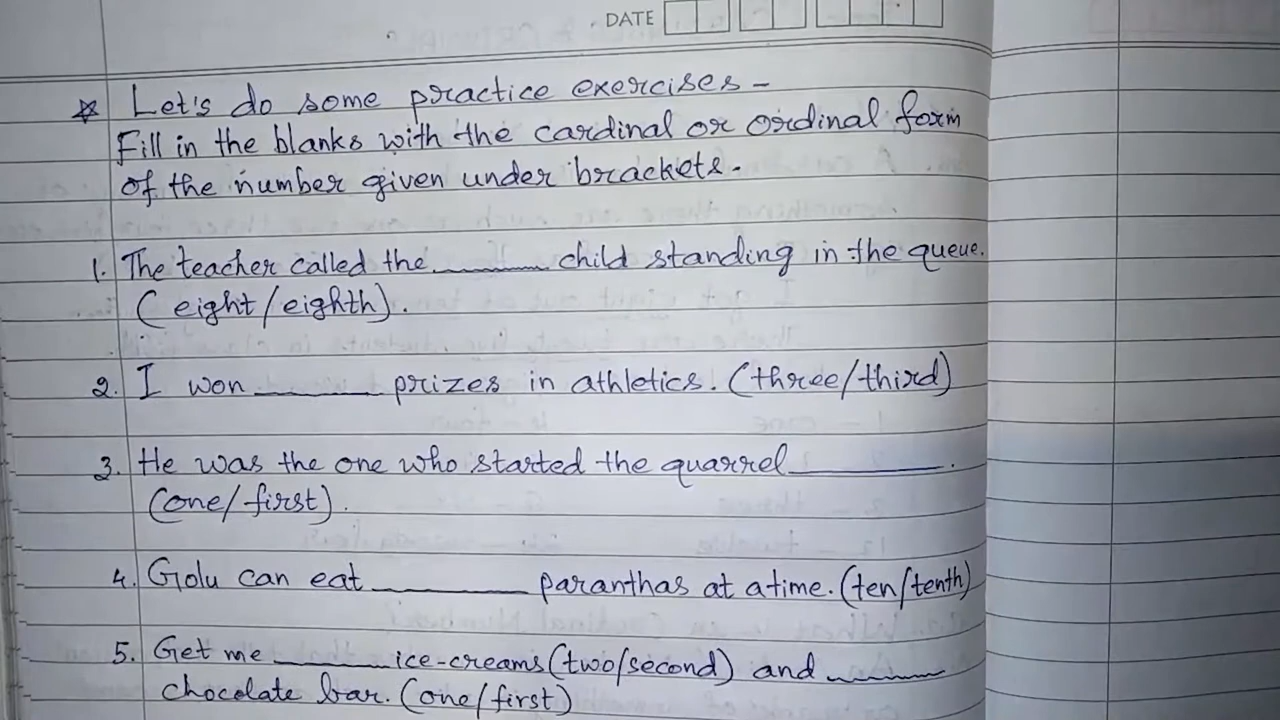 DATE
☆ Let's do some practice exercises -
Fill in the blanks with the cardinal or ordinal form
of the number given under brackets.
1. The teacher called the ______ child standing in the queue.
(eight/eighth).
2. I won ______ prizes in athletics. (three/third)
3. He was the one who started the quarrel ______.
(one/first).
4. Golu can eat ______ paranthas at a time. (ten/tenth)
5. Get me ______ ice-creams (two/second) and ______
chocolate bar. (one/first)